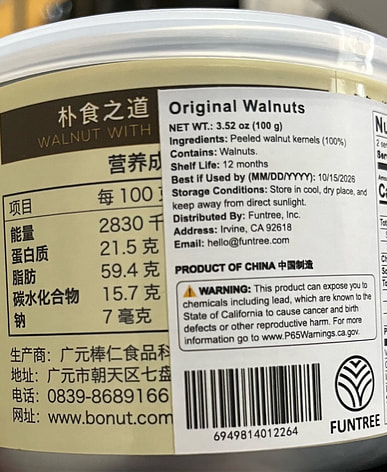 朴食之道
WALNUT WITH
营养成
项目 每100
能量 2830 千
蛋白质 21.5 克
脂肪 59.4 克
碳水化合物 15.7 克
钠 7 毫克
生产商：广元棒仁食品科
地址：广元市朝天区七盘
电话：0839-8689166
网址：www.bonut.com
Original Walnuts
NET WT.: 3.52 oz (100 g)
Ingredients: Peeled walnut kernels (100%)
Contains: Walnuts.
Shelf Life: 12 months
Best if Used by (MM/DD/YYYY): 10/15/2026
Storage Conditions: Store in cool, dry place, and
keep away from direct sunlight.
Distributed By: Funtree, Inc.
Address: Irvine, CA 92618
Email: hello@funtree.com
PRODUCT OF CHINA 中国制造
WARNING: This product can expose you to
chemicals including lead, which are known to the
State of California to cause cancer and birth
defects or other reproductive harm. For more
information go to www.P65Warnings.ca.gov.
6949814012264
FUNTREE